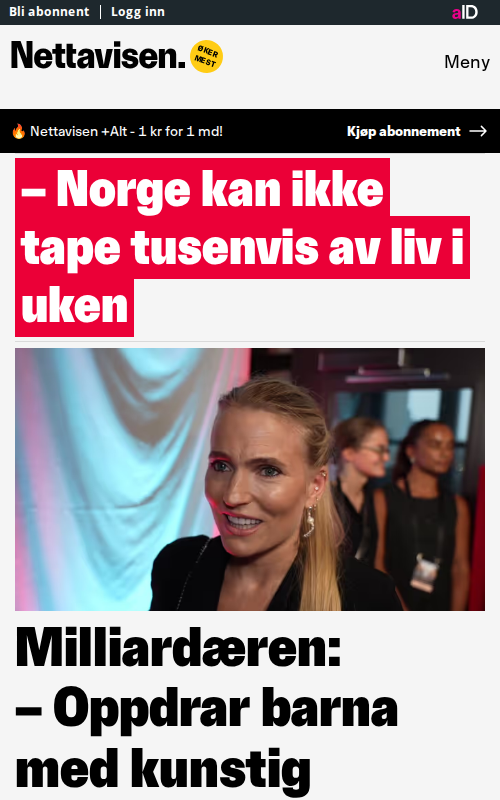 Bli abonnent | Logg inn
aID
Nettavisen.
ØKER
MEST
Meny
🔥 Nettavisen +Alt - 1 kr for 1 md!
Kjøp abonnement →
– Norge kan ikke
tape tusenvis av liv i
uken
Milliardæren:
– Oppdrar barna
med kunstig